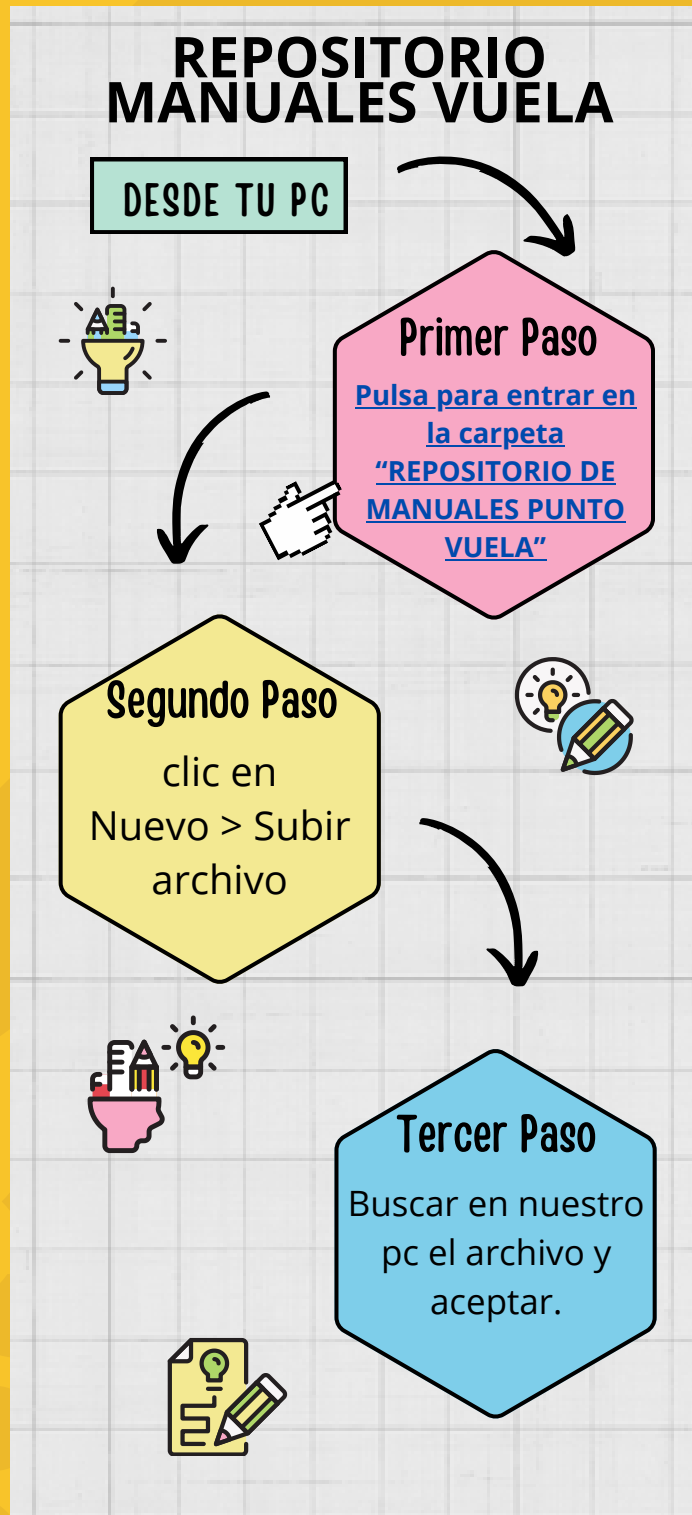 REPOSITORIO
MANUALES VUELA
DESDE TU PC
Primer Paso
Pulsa para entrar en
la carpeta
“REPOSITORIO DE
MANUALES PUNTO
VUELA”
Segundo Paso
clic en
Nuevo > Subir
archivo
Tercer Paso
Buscar en nuestro
pc el archivo y
aceptar.